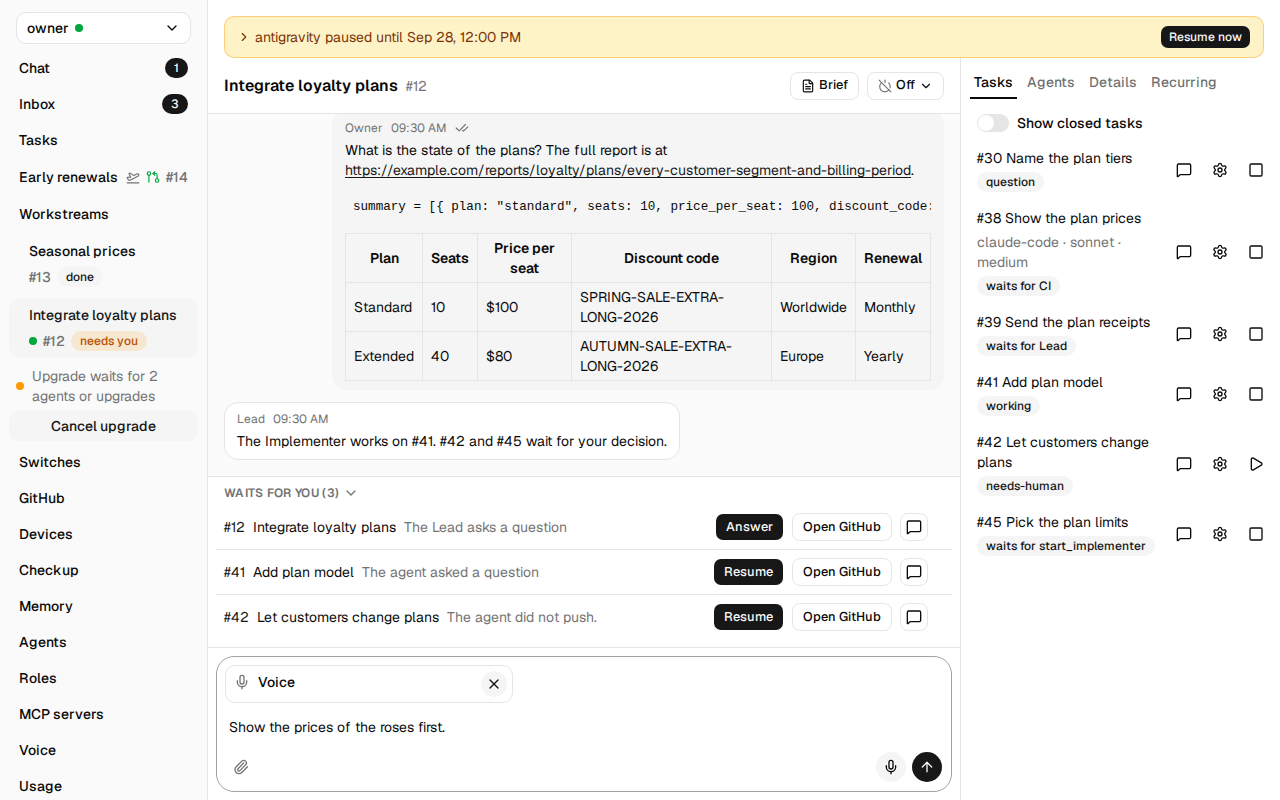 owner
Chat 1
Inbox 3
Tasks
Early renewals #14
Workstreams
Seasonal prices
#13 done
Integrate loyalty plans
#12 needs you
Upgrade waits for 2
agents or upgrades
Cancel upgrade
Switches
GitHub
Devices
Checkup
Memory
Agents
Roles
MCP servers
Voice
Usage
antigravity paused until Sep 28, 12:00 PM
Resume now
Integrate loyalty plans #12
Brief
Off
Owner 09:30 AM
What is the state of the plans? The full report is at
https://example.com/reports/loyalty/plans/every-customer-segment-and-billing-period.
summary = [{ plan: "standard", seats: 10, price_per_seat: 100, discount_code:
Plan Seats Price per seat Discount code Region Renewal
Standard 10 $100 SPRING-SALE-EXTRA-LONG-2026 Worldwide Monthly
Extended 40 $80 AUTUMN-SALE-EXTRA-LONG-2026 Europe Yearly
Lead 09:30 AM
The Implementer works on #41. #42 and #45 wait for your decision.
WAITS FOR YOU (3)
#12 Integrate loyalty plans The Lead asks a question Answer Open GitHub
#41 Add plan model The agent asked a question Resume Open GitHub
#42 Let customers change plans The agent did not push. Resume Open GitHub
Voice
Show the prices of the roses first.
Tasks Agents Details Recurring
Show closed tasks
#30 Name the plan tiers
question
#38 Show the plan prices
claude-code · sonnet ·
medium
waits for CI
#39 Send the plan receipts
waits for Lead
#41 Add plan model
working
#42 Let customers change
plans
needs-human
#45 Pick the plan limits
waits for start_implementer